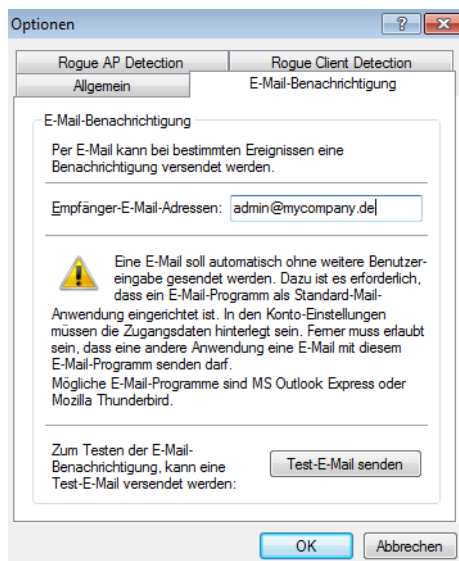 Optionen
Rogue AP Detection
Rogue Client Detection
Allgemein
E-Mail-Benachrichtigung
E-Mail-Benachrichtigung
Per E-Mail kann bei bestimmten Ereignissen eine
Benachrichtigung versendet werden.
Empfänger-E-Mail-Adressen: admin@mycompany.de
Eine E-Mail soll automatisch ohne weitere Benutzer-
eingabe gesendet werden. Dazu ist es erforderlich,
dass ein E-Mail-Programm als Standard-Mail-
Anwendung eingerichtet ist. In den Konto-Einstellungen
müssen die Zugangsdaten hinterlegt sein. Ferner muss erlaubt
sein, dass eine andere Anwendung eine E-Mail mit diesem
E-Mail-Programm senden darf.
Mögliche E-Mail-Programme sind MS Outlook Express oder
Mozilla Thunderbird.
Zum Testen der E-Mail-
Benachrichtigung, kann eine
Test-E-Mail versendet werden:
Test-E-Mail senden
OK
Abbrechen